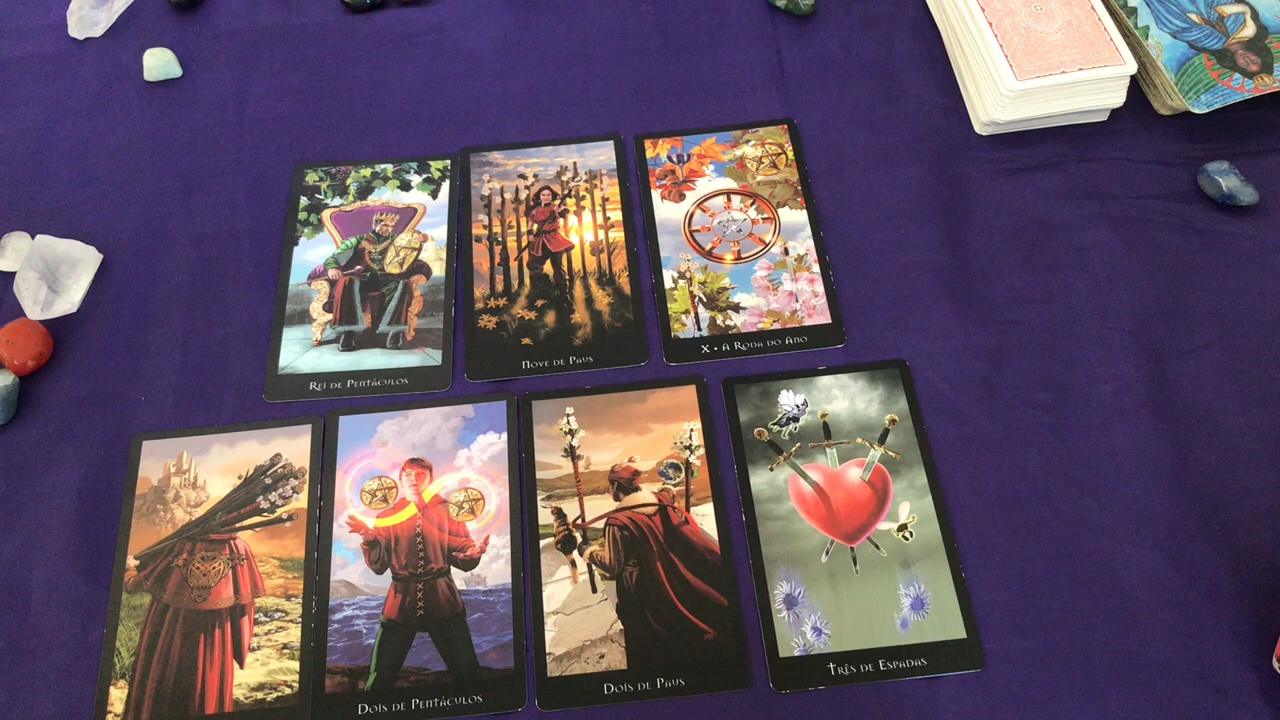 Rei de Pentáculos
Nove de Paus
X • A Roda do Ano
Dois de Pentáculos
Dois de Paus
Três de Espadas